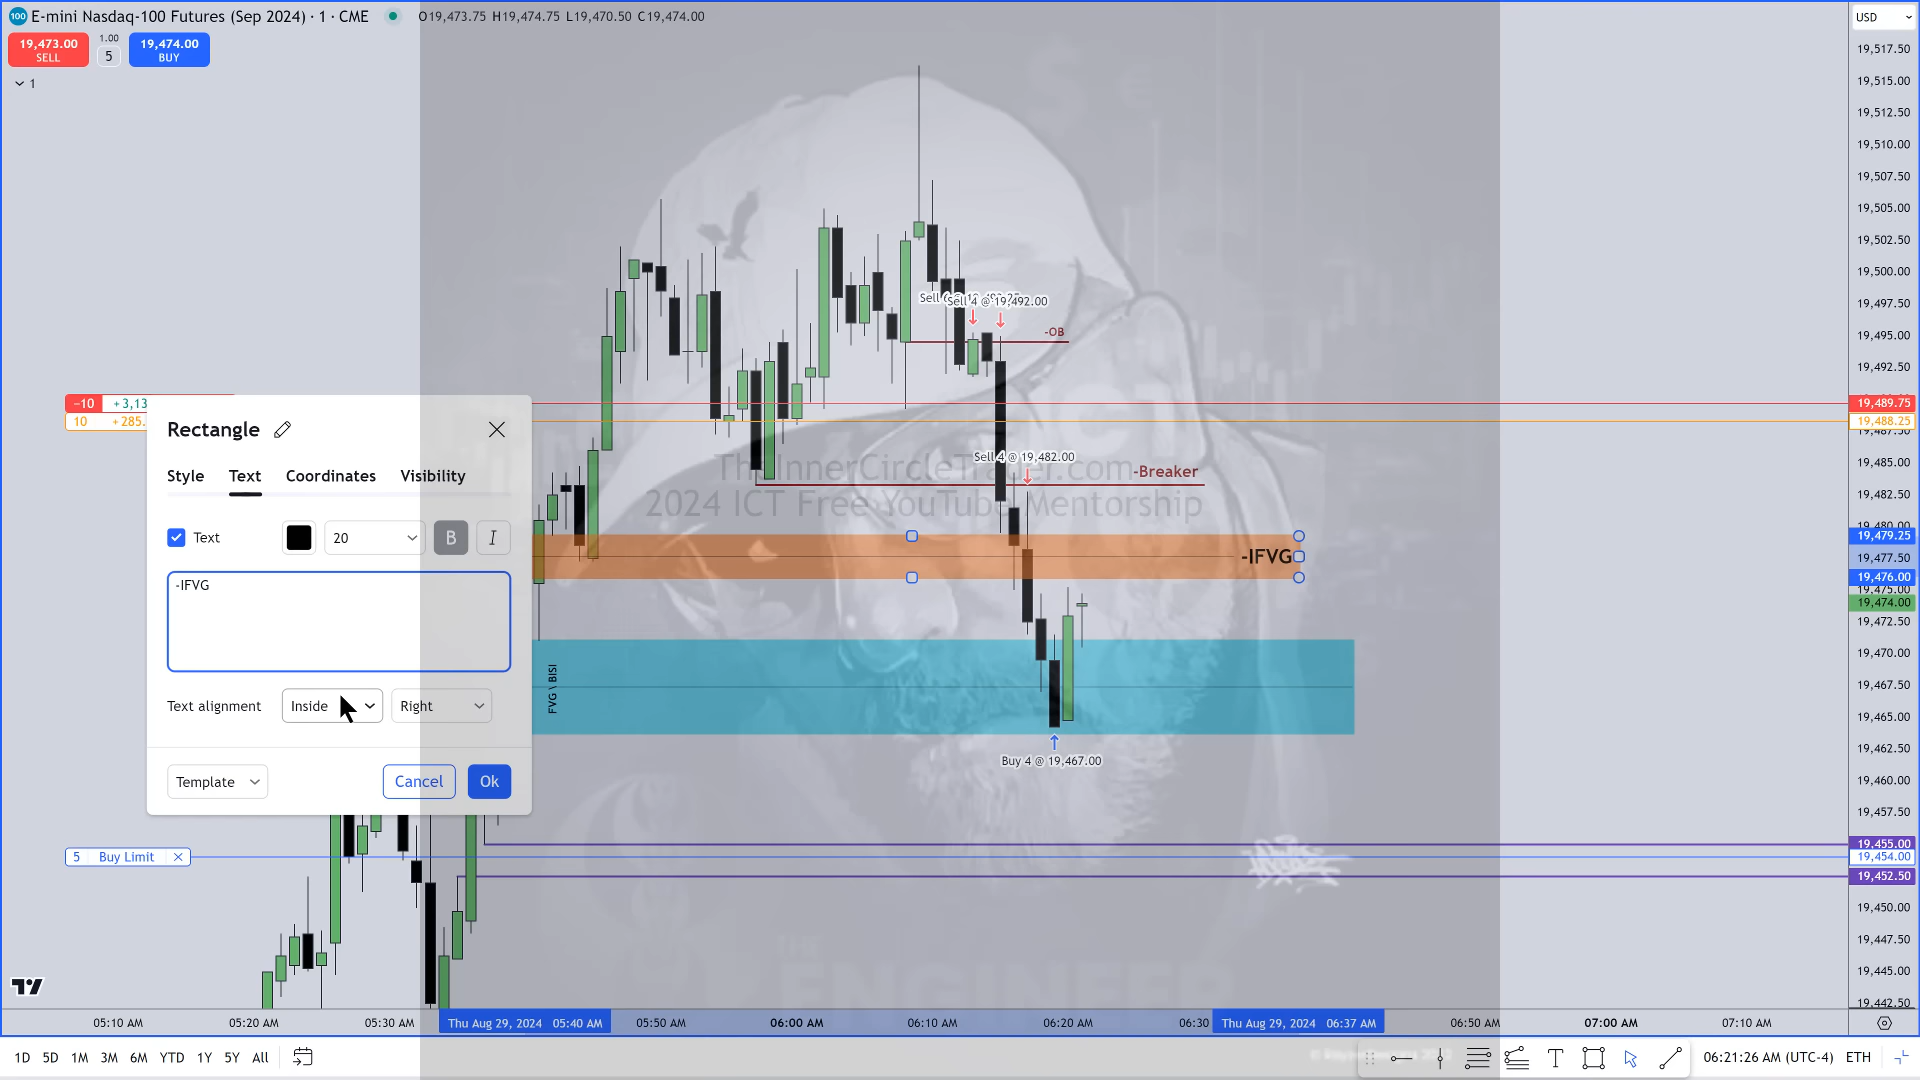 E-mini Nasdaq-100 Futures (Sep 2024) · 1 · CME
O19,473.75 H19,474.75 L19,470.50 C19,474.00
USD
19,473.00
SELL
1.00
5
19,474.00
BUY
1
19,517.50
19,515.00
19,512.50
19,510.00
19,507.50
19,505.00
19,502.50
19,500.00
19,497.50
19,495.00
19,492.50
19,489.75
19,488.25
19,487.50
19,485.00
19,482.50
19,480.00
19,479.25
19,477.50
19,476.00
19,475.00
19,474.00
19,472.50
19,470.00
19,467.50
19,465.00
19,462.50
19,460.00
19,457.50
19,455.00
19,454.00
19,452.50
19,450.00
19,447.50
19,445.00
19,442.50
Sell 4 @ 19,492.00
-OB
−10 +3,13
10 +285.
Sell 4 @ 19,482.00
-Breaker
TheInnerCircleTrader.com
2024 ICT Free YouTube Mentorship
-IFVG
FVG \ BISI
Buy 4 @ 19,467.00
Rectangle
Style Text Coordinates Visibility
Text
20
B
I
-IFVG
Text alignment
Inside
Right
Template
Cancel
Ok
5 Buy Limit
THE
ENGINEER
05:10 AM 05:20 AM 05:30 AM Thu Aug 29, 2024 05:40 AM 05:50 AM 06:00 AM 06:10 AM 06:20 AM 06:30 Thu Aug 29, 2024 06:37 AM 06:50 AM 07:00 AM 07:10 AM
1D 5D 1M 3M 6M YTD 1Y 5Y All
06:21:26 AM (UTC-4) ETH